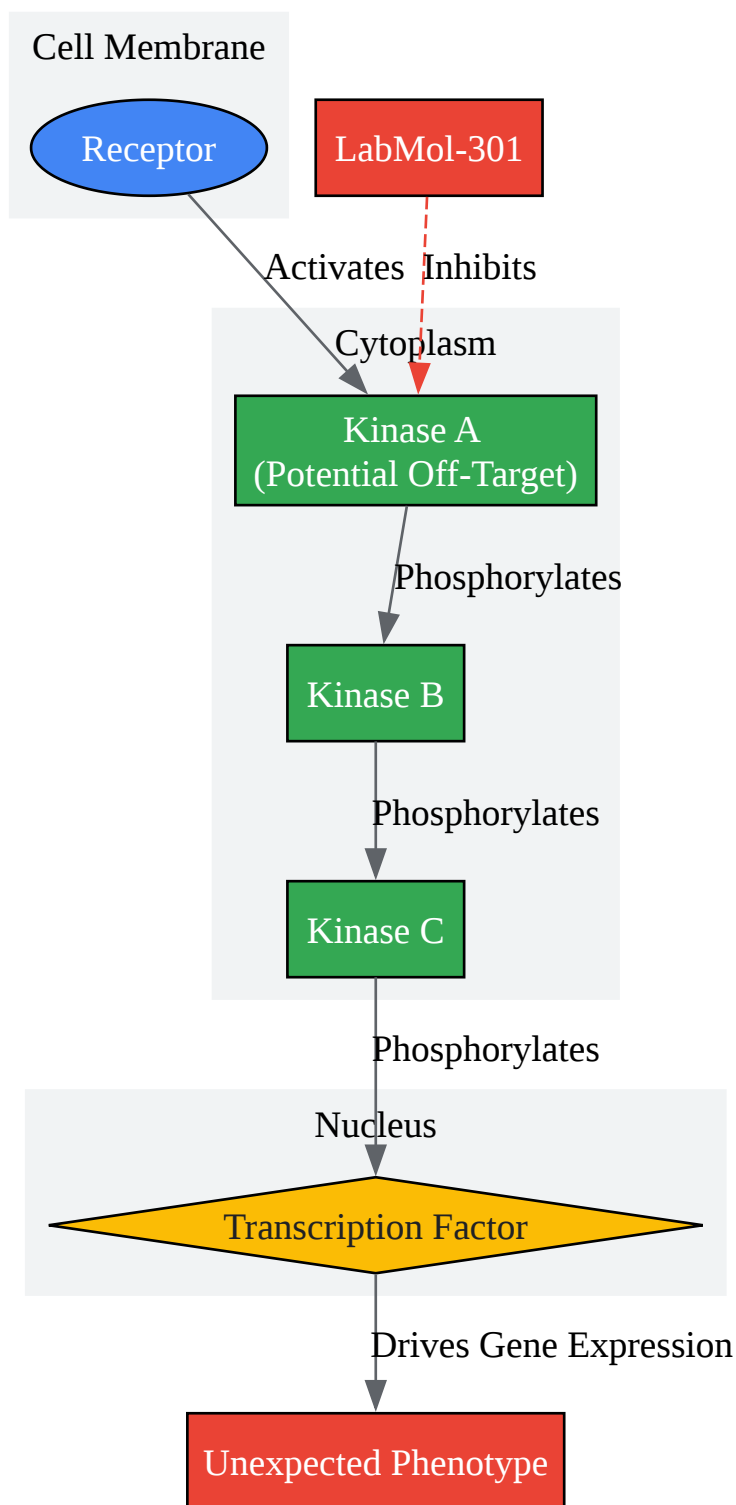 Cell Membrane
Receptor
LabMol-301
Activates
Inhibits
Cytoplasm
Kinase A
(Potential Off-Target)
Phosphorylates
Kinase B
Phosphorylates
Kinase C
Phosphorylates
Nucleus
Transcription Factor
Drives Gene Expression
Unexpected Phenotype